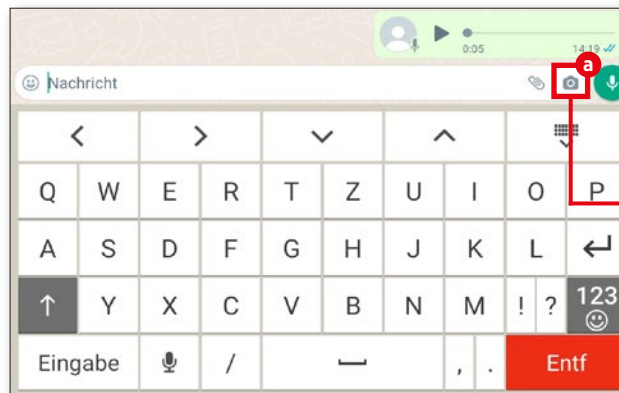 0:05 14:19
a
Nachricht
Q W E R T Z U I O P
A S D F G H J K L
Y X C V B N M ! ? 123
Eingabe / , . Entf